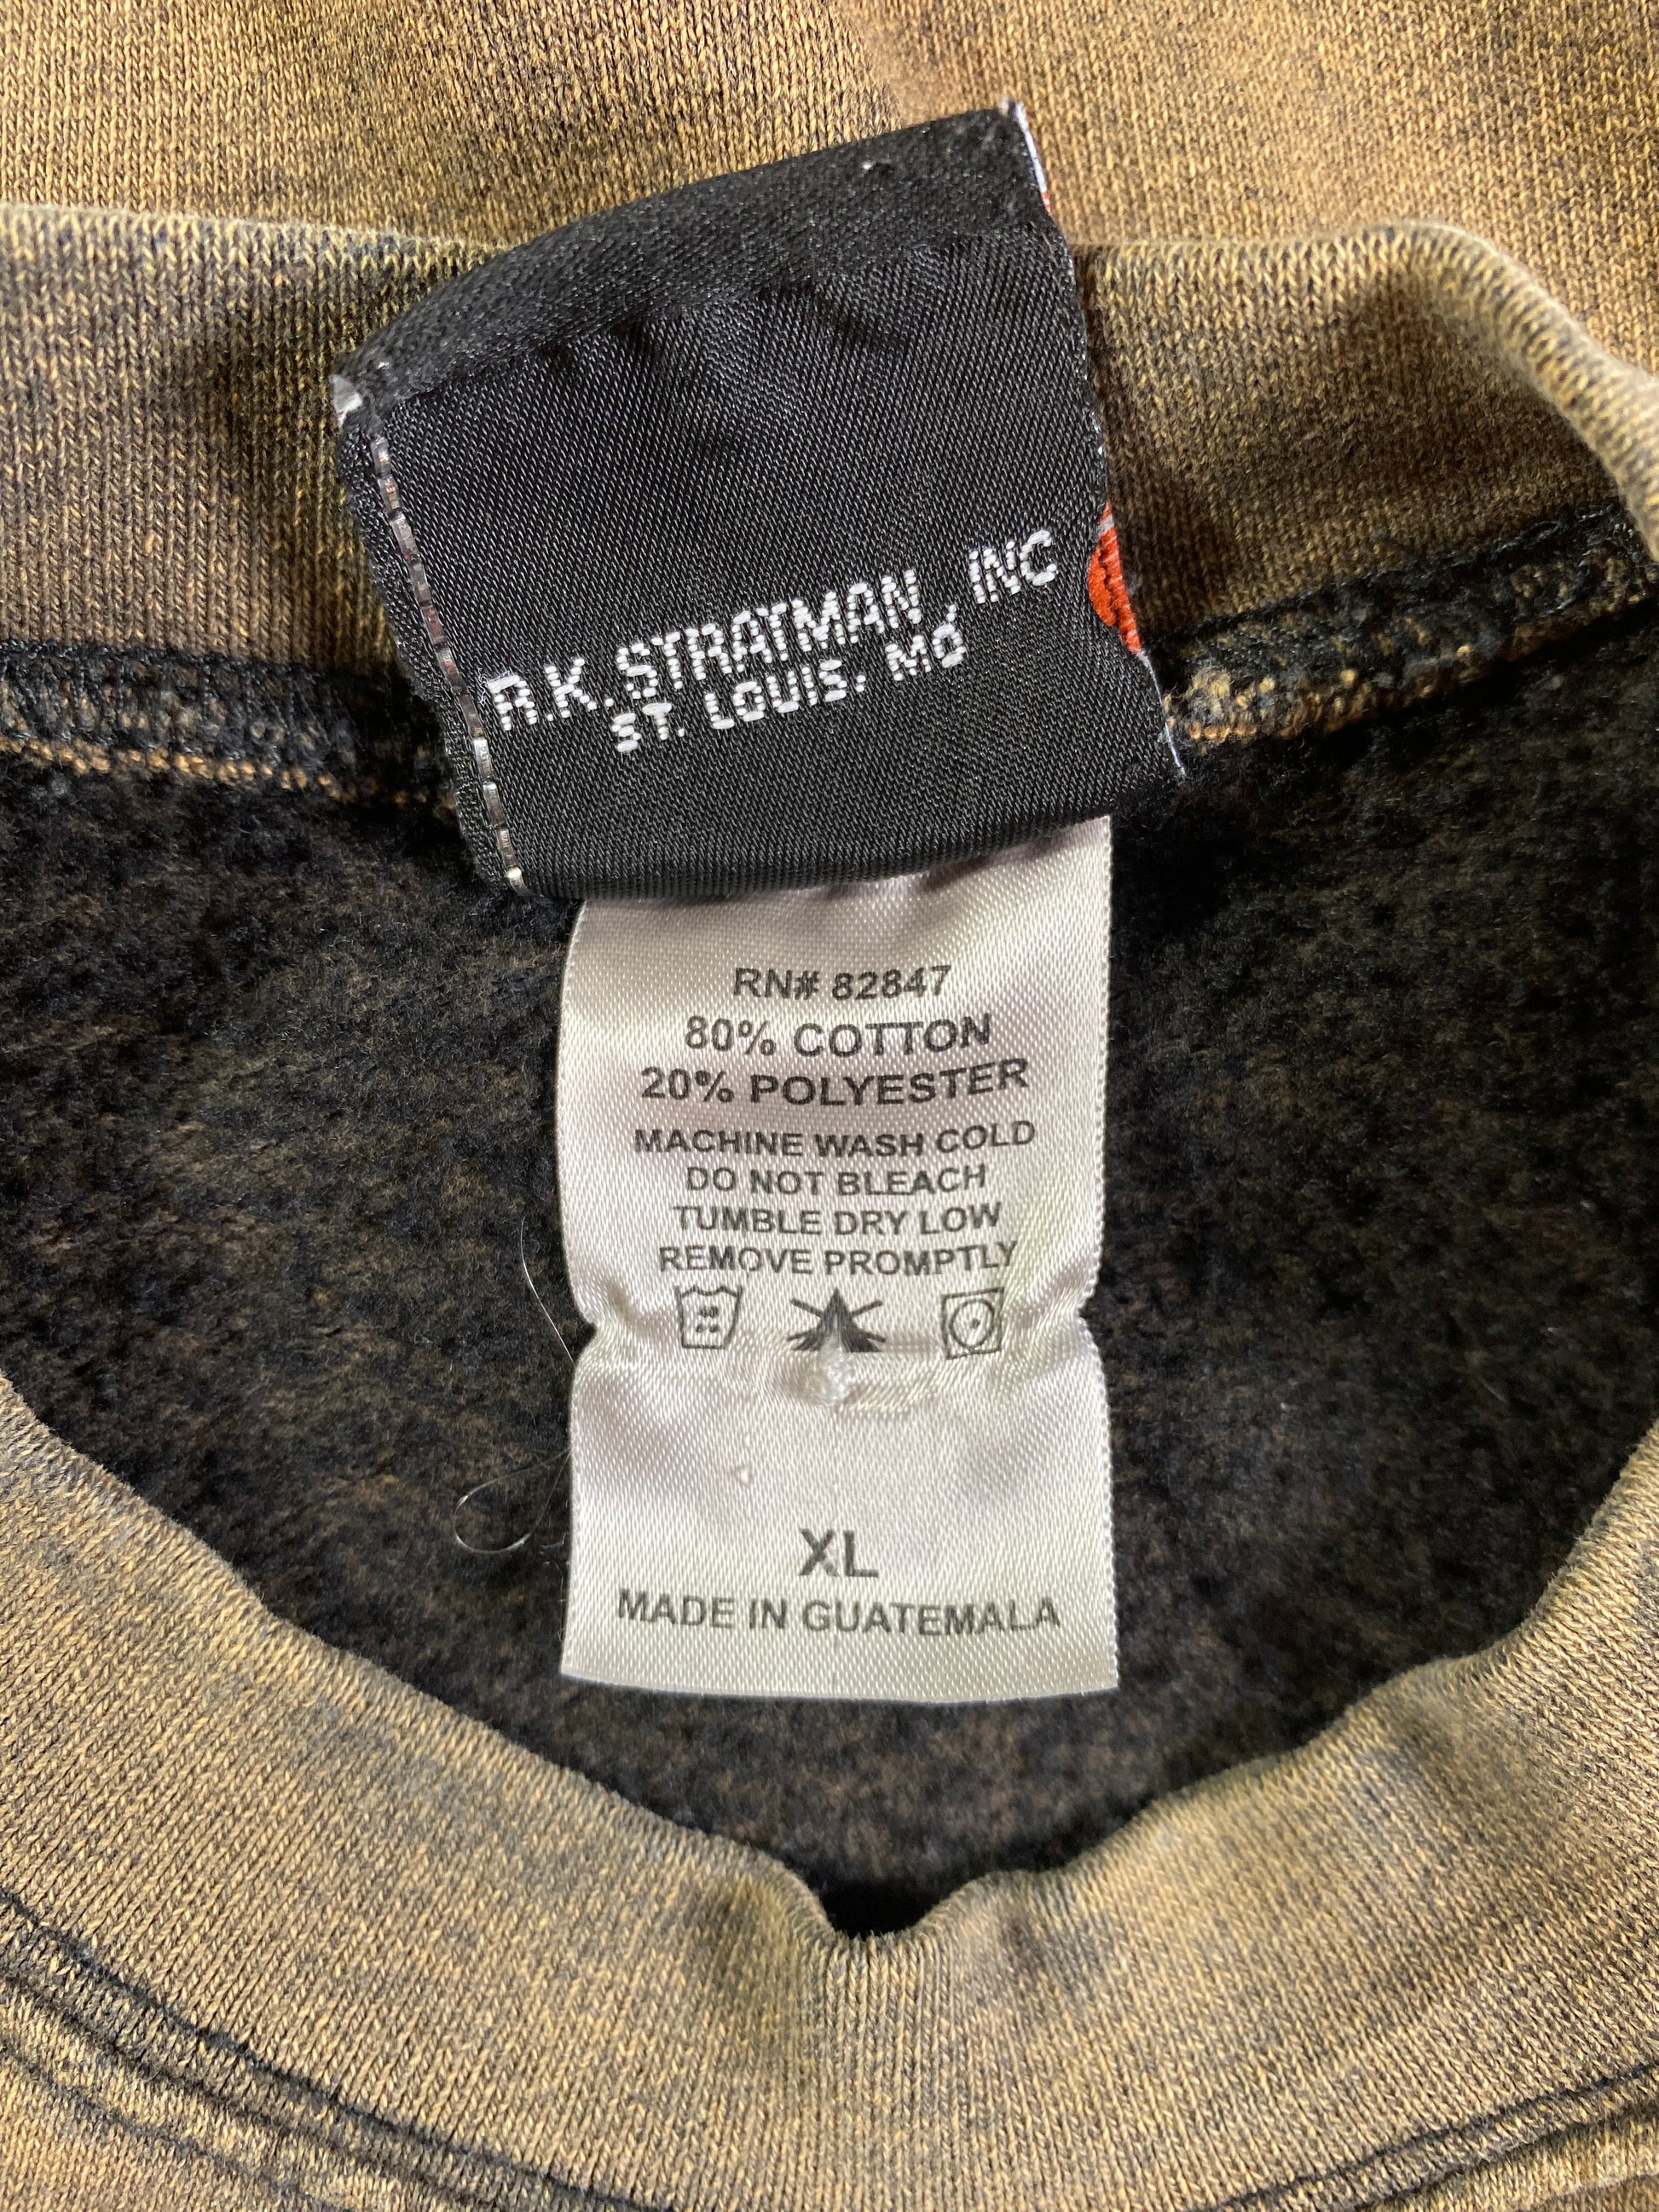 R.K. STRATMAN, INC
ST. LOUIS, MO
RN# 82847
80% COTTON
20% POLYESTER
MACHINE WASH COLD
DO NOT BLEACH
TUMBLE DRY LOW
REMOVE PROMPTLY
XL
MADE IN GUATEMALA